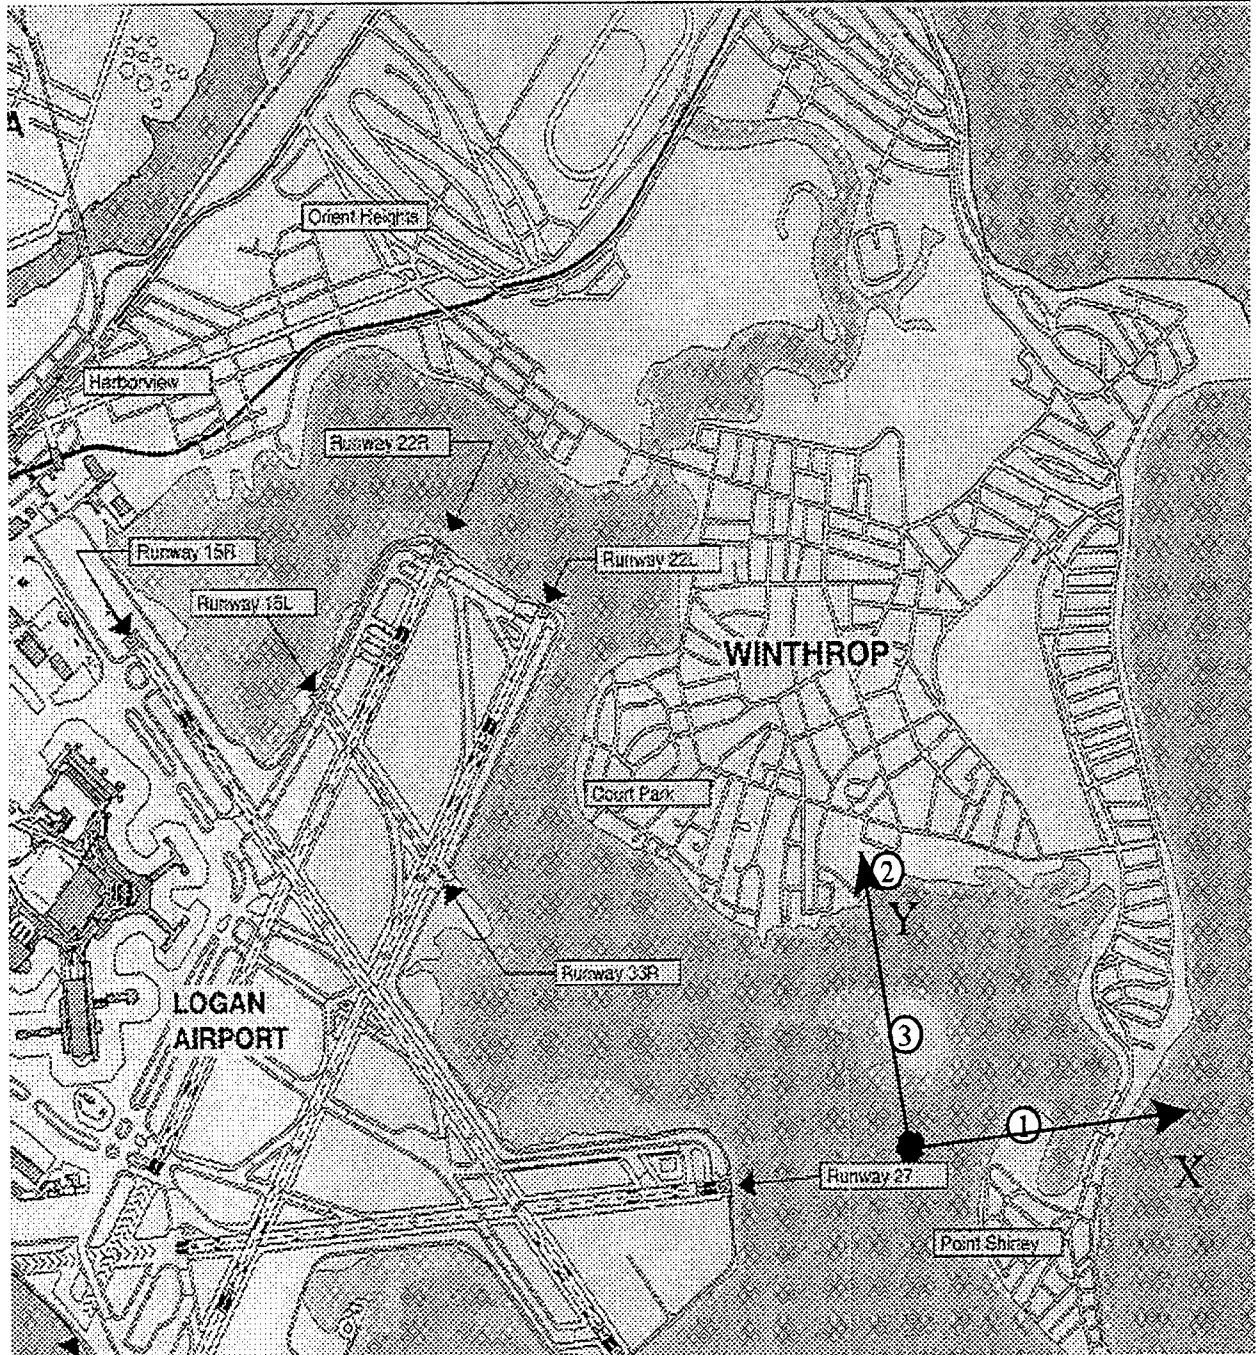 A
Orient Heights
Harborview
Runway 22R
Runway 15R
Runway 22L
Runway 15L
WINTHROP
Court Park
2
Y
Runway 33R
LOGAN
AIRPORT
3
1
X
Runway 27
Point Shirley